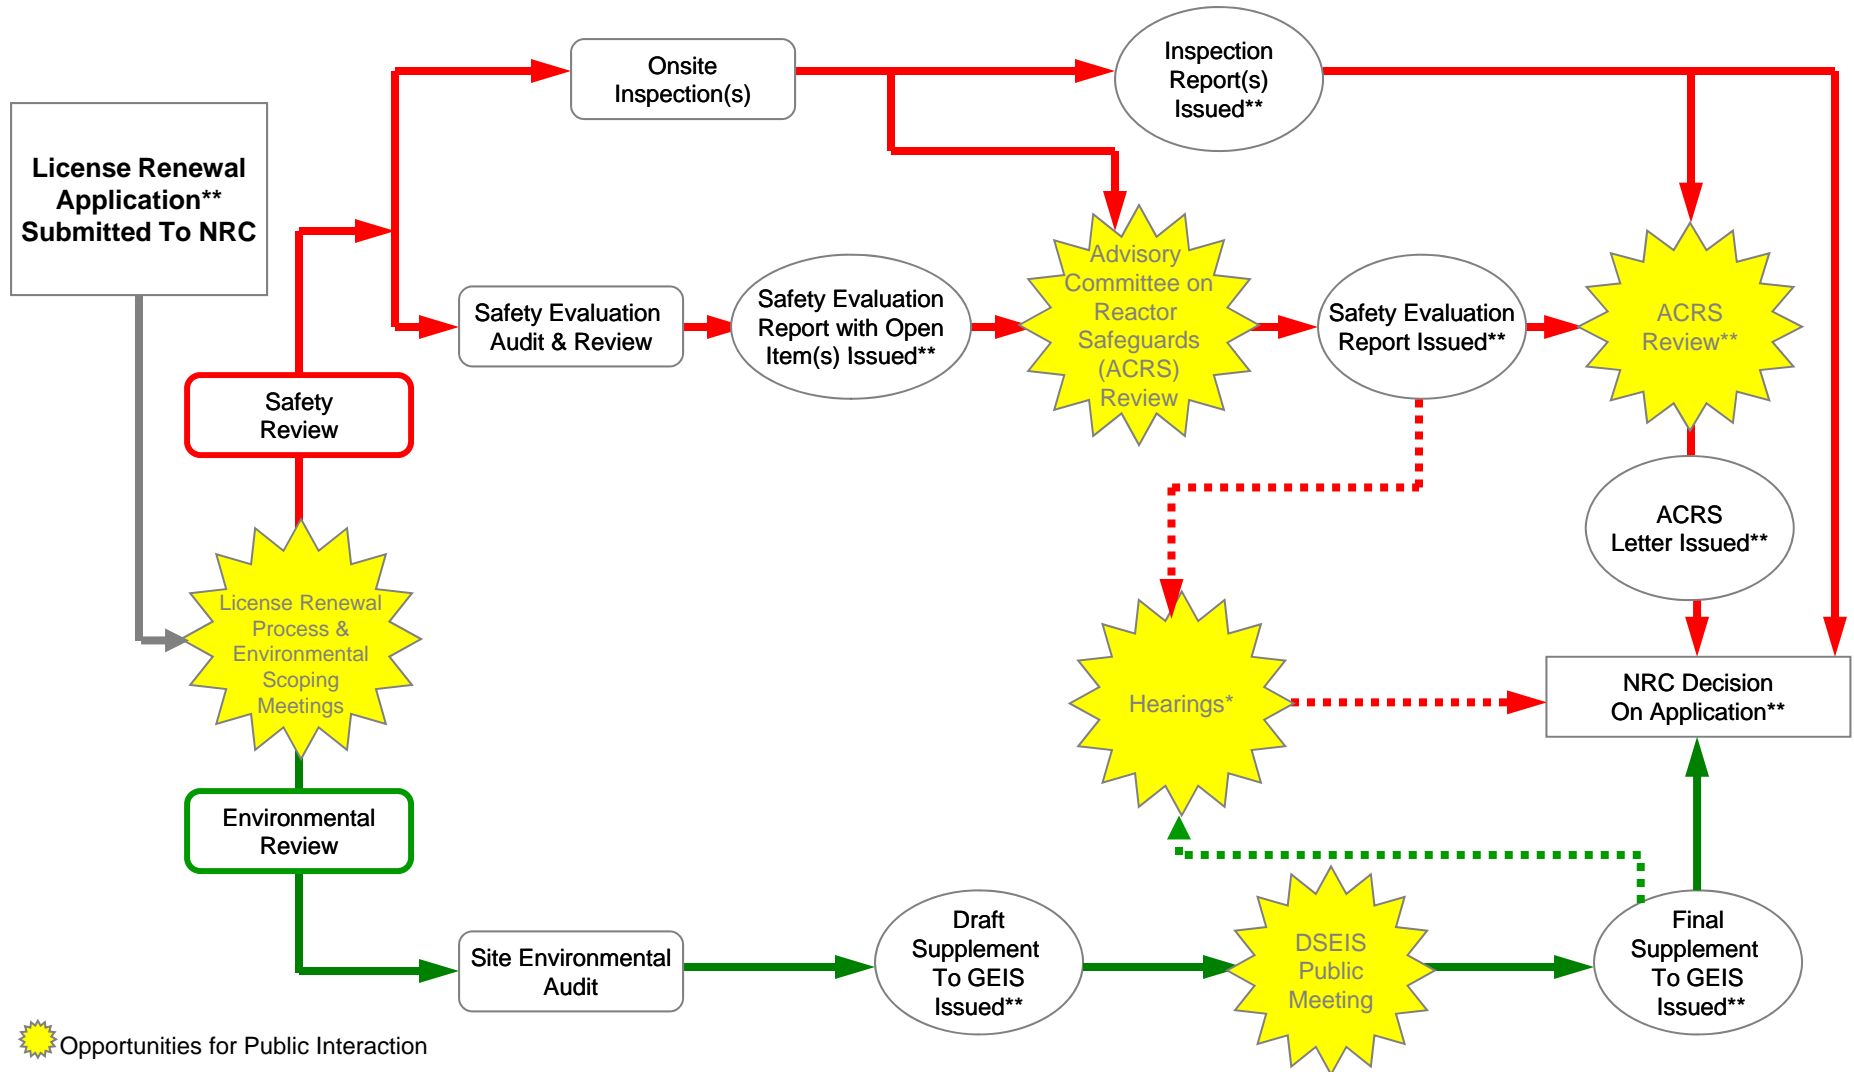 License Renewal
Application**
Submitted To NRC
Onsite
Inspection(s)
Inspection
Report(s)
Issued**
Safety Evaluation
Audit & Review
Safety Evaluation
Report with Open
Item(s) Issued**
Advisory
Committee on
Reactor
Safeguards
(ACRS)
Review
Safety Evaluation
Report Issued**
ACRS
Review**
Safety
Review
ACRS
Letter Issued**
License Renewal
Process &
Environmental
Scoping
Meetings
Hearings*
NRC Decision
On Application**
Environmental
Review
Site Environmental
Audit
Draft
Supplement
To GEIS
Issued**
DSEIS
Public
Meeting
Final
Supplement
To GEIS
Issued**
Opportunities for Public Interaction